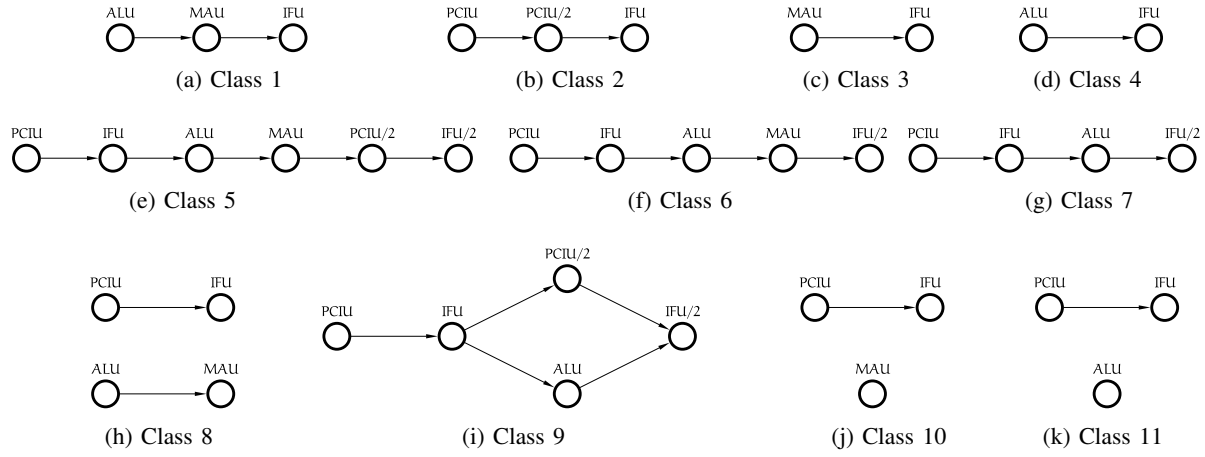 ALU MAU IFU PCIU PCIU/2 IFU MAU IFU ALU IFU
(a) Class 1 (b) Class 2 (c) Class 3 (d) Class 4
PCIU IFU ALU MAU PCIU/2 IFU/2 PCIU IFU ALU MAU IFU/2 PCIU IFU ALU IFU/2
(e) Class 5 (f) Class 6 (g) Class 7
PCIU/2
PCIU IFU PCIU IFU PCIU IFU
PCIU IFU IFU/2
ALU MAU ALU MAU ALU
(h) Class 8 (i) Class 9 (j) Class 10 (k) Class 11